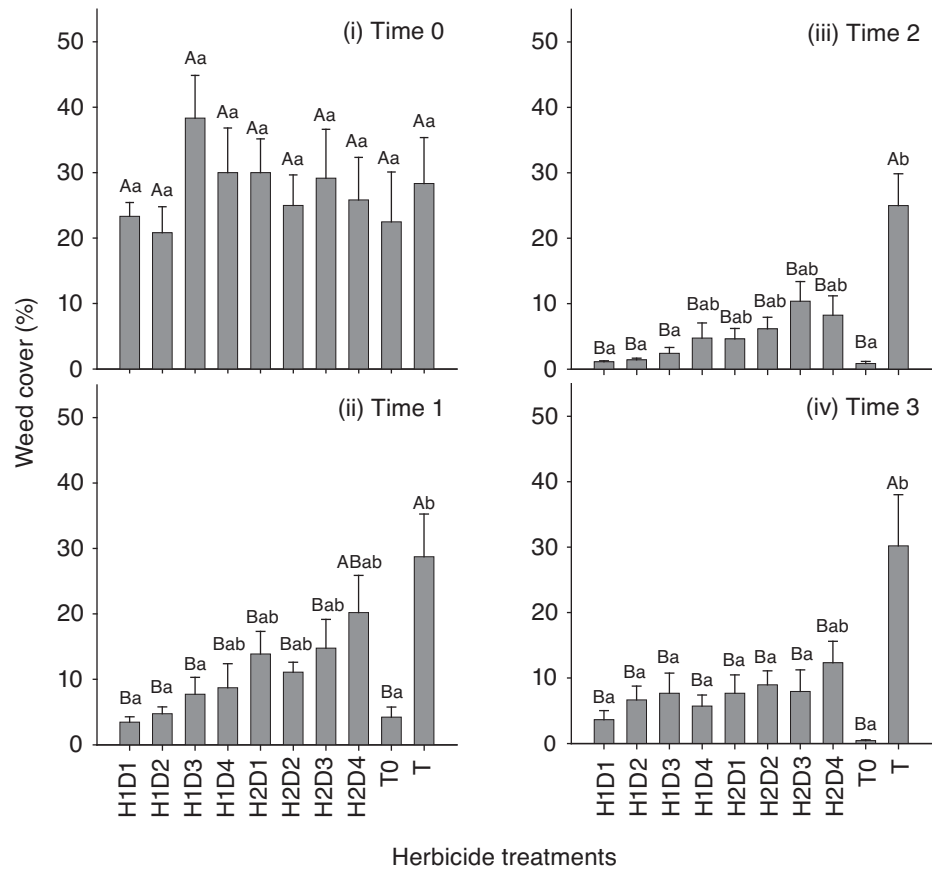 (i) Time 0
50
40
30
20
10
0
Aa Aa Aa Aa Aa Aa Aa Aa Aa Aa
(iii) Time 2
50
40
30
20
10
0
Ba Ba Ba Bab Bab Bab Bab Bab Ba Ab
Weed cover (%)
(ii) Time 1
50
40
30
20
10
0
Ba Ba Ba Bab Bab Bab Bab ABab Ba Ab
H1D1 H1D2 H1D3 H1D4 H2D1 H2D2 H2D3 H2D4 T0 T
(iv) Time 3
50
40
30
20
10
0
Ba Ba Ba Ba Ba Ba Ba Bab Ba Ab
H1D1 H1D2 H1D3 H1D4 H2D1 H2D2 H2D3 H2D4 T0 T
Herbicide treatments